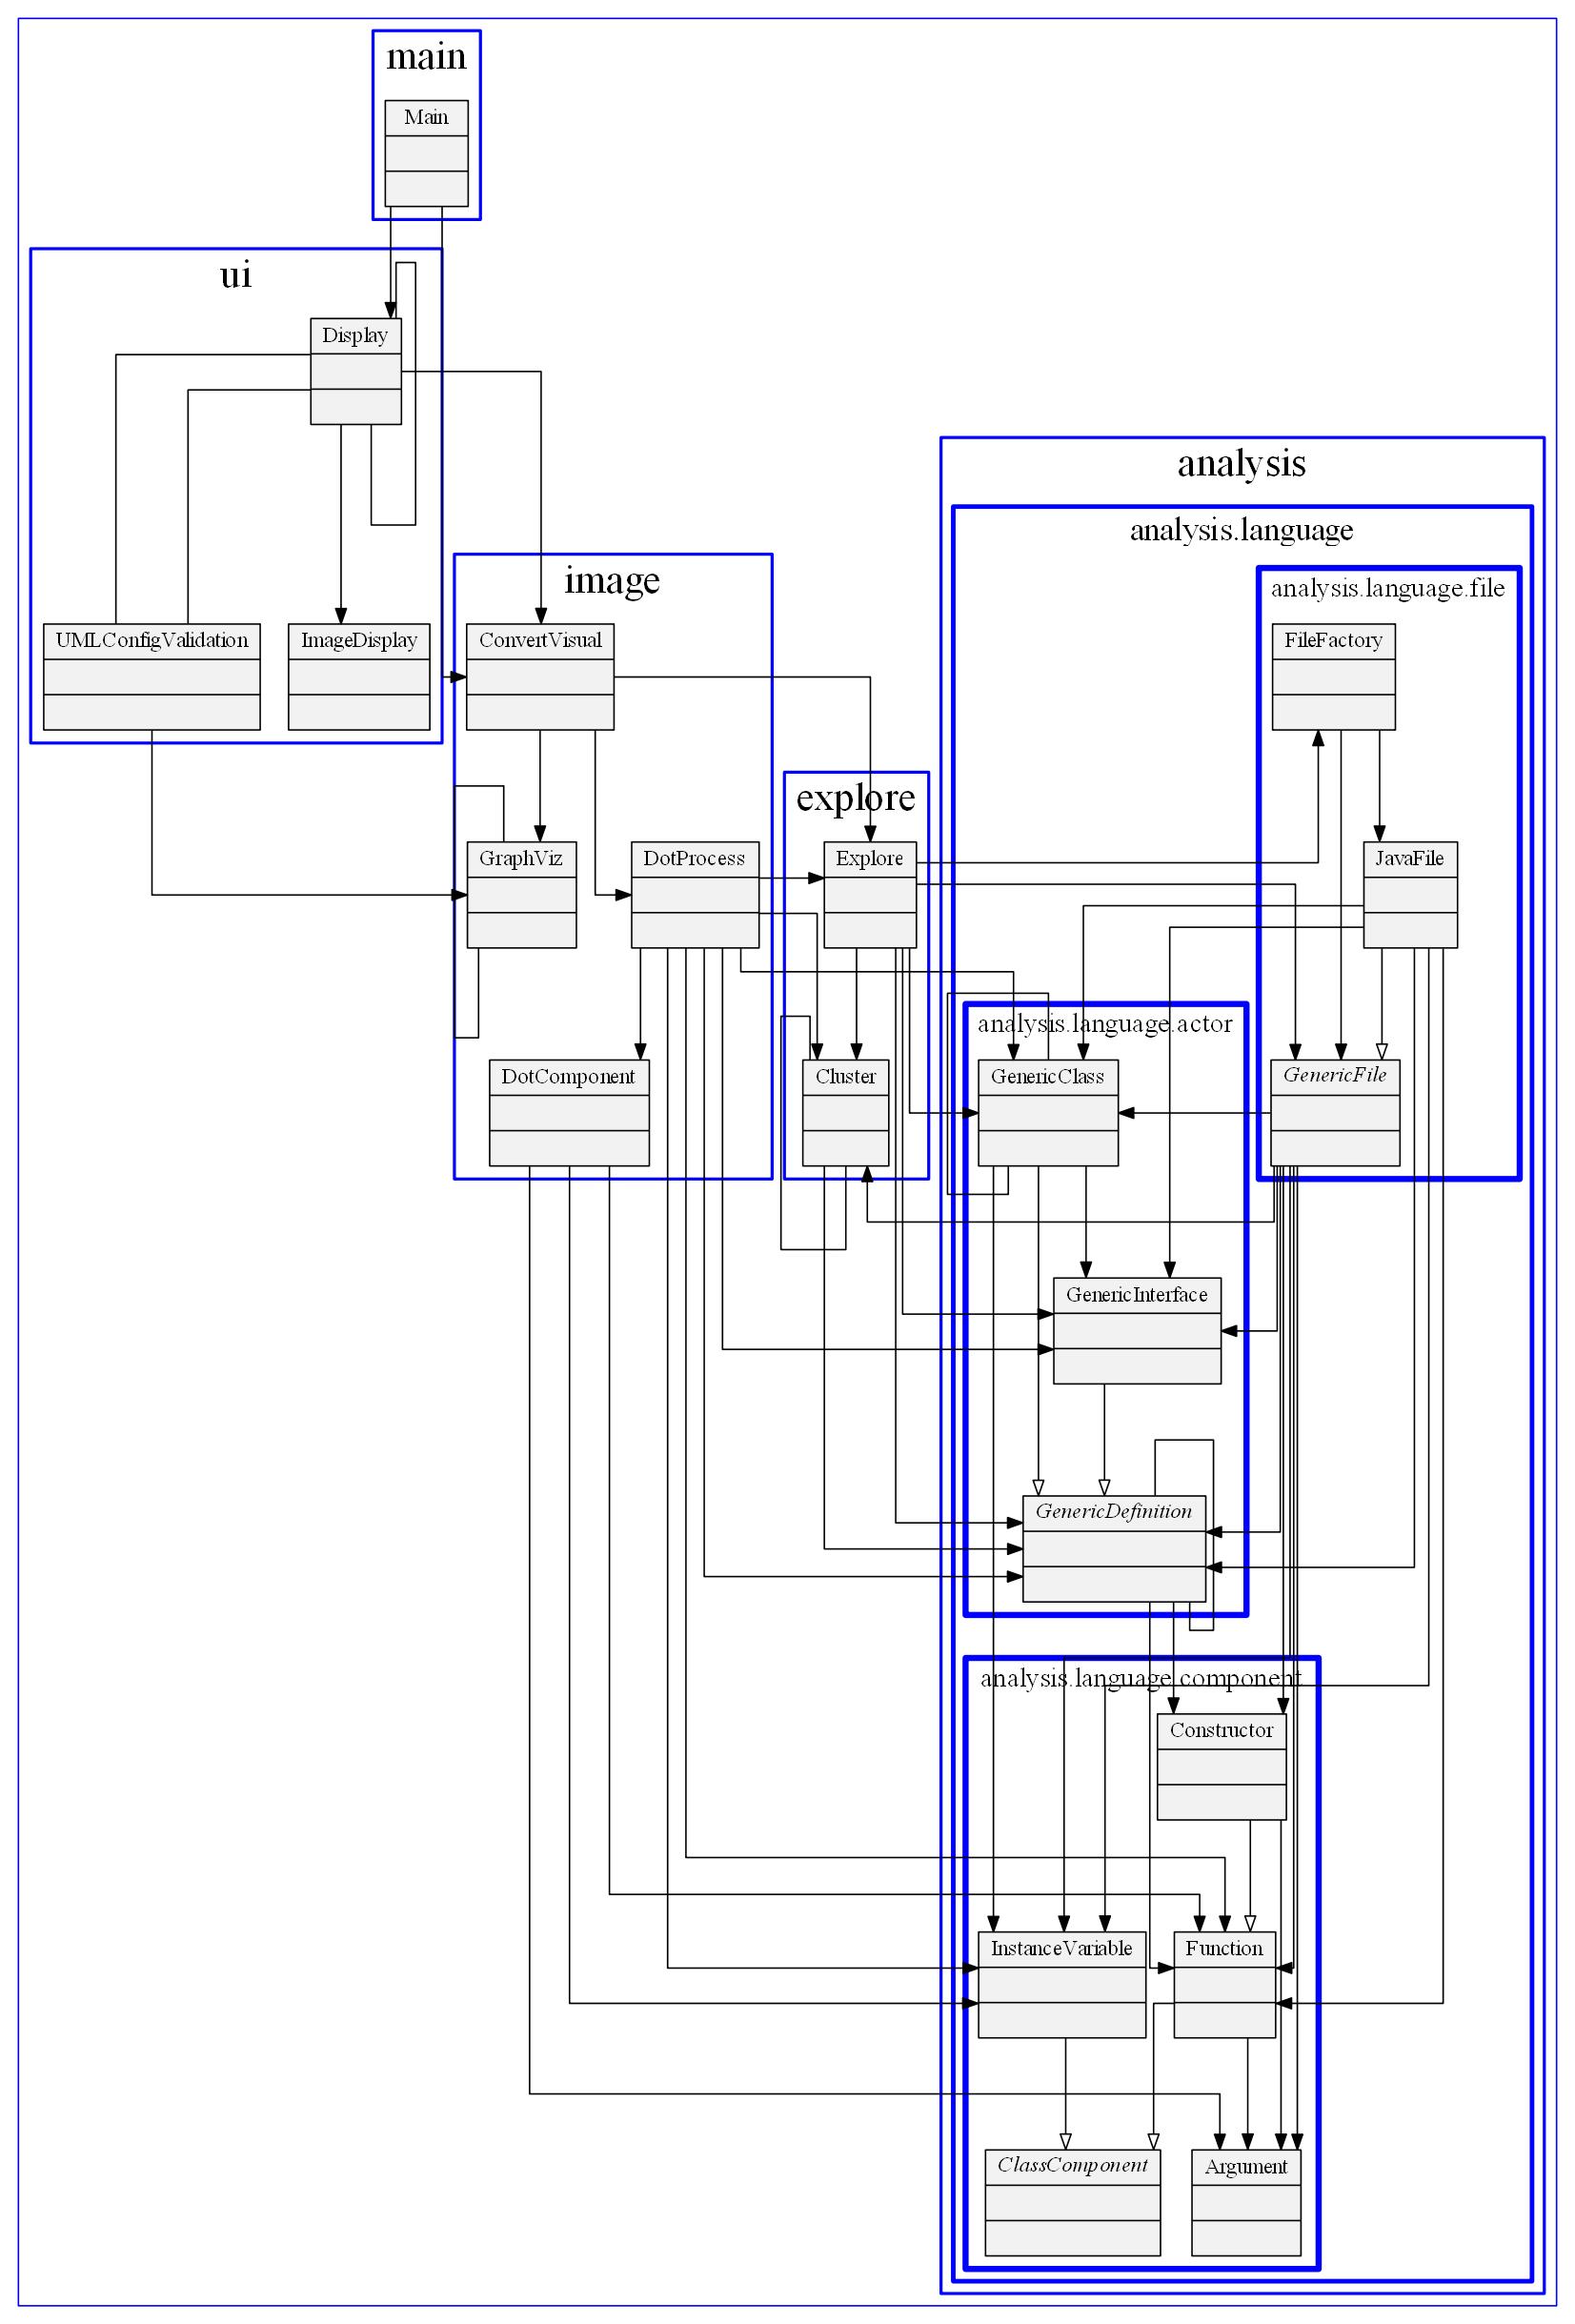 main
Main
ui
Display
analysis
analysis.language
image
analysis.language.file
UMLConfigValidation
ImageDisplay
ConvertVisual
FileFactory
explore
GraphViz
DotProcess
Explore
JavaFile
analysis.language.actor
DotComponent
Cluster
GenericClass
GenericFile
GenericInterface
GenericDefinition
analysis.language.component
Constructor
InstanceVariable
Function
ClassComponent
Argument